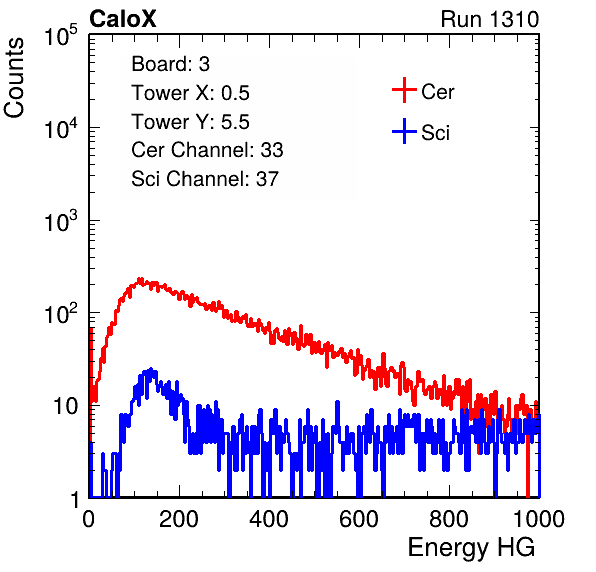 CaloX Run 1310
Counts
10^5
10^4
10^3
10^2
10
1
Board: 3
Tower X: 0.5
Tower Y: 5.5
Cer Channel: 33
Sci Channel: 37
Cer
Sci
0 200 400 600 800 1000
Energy HG